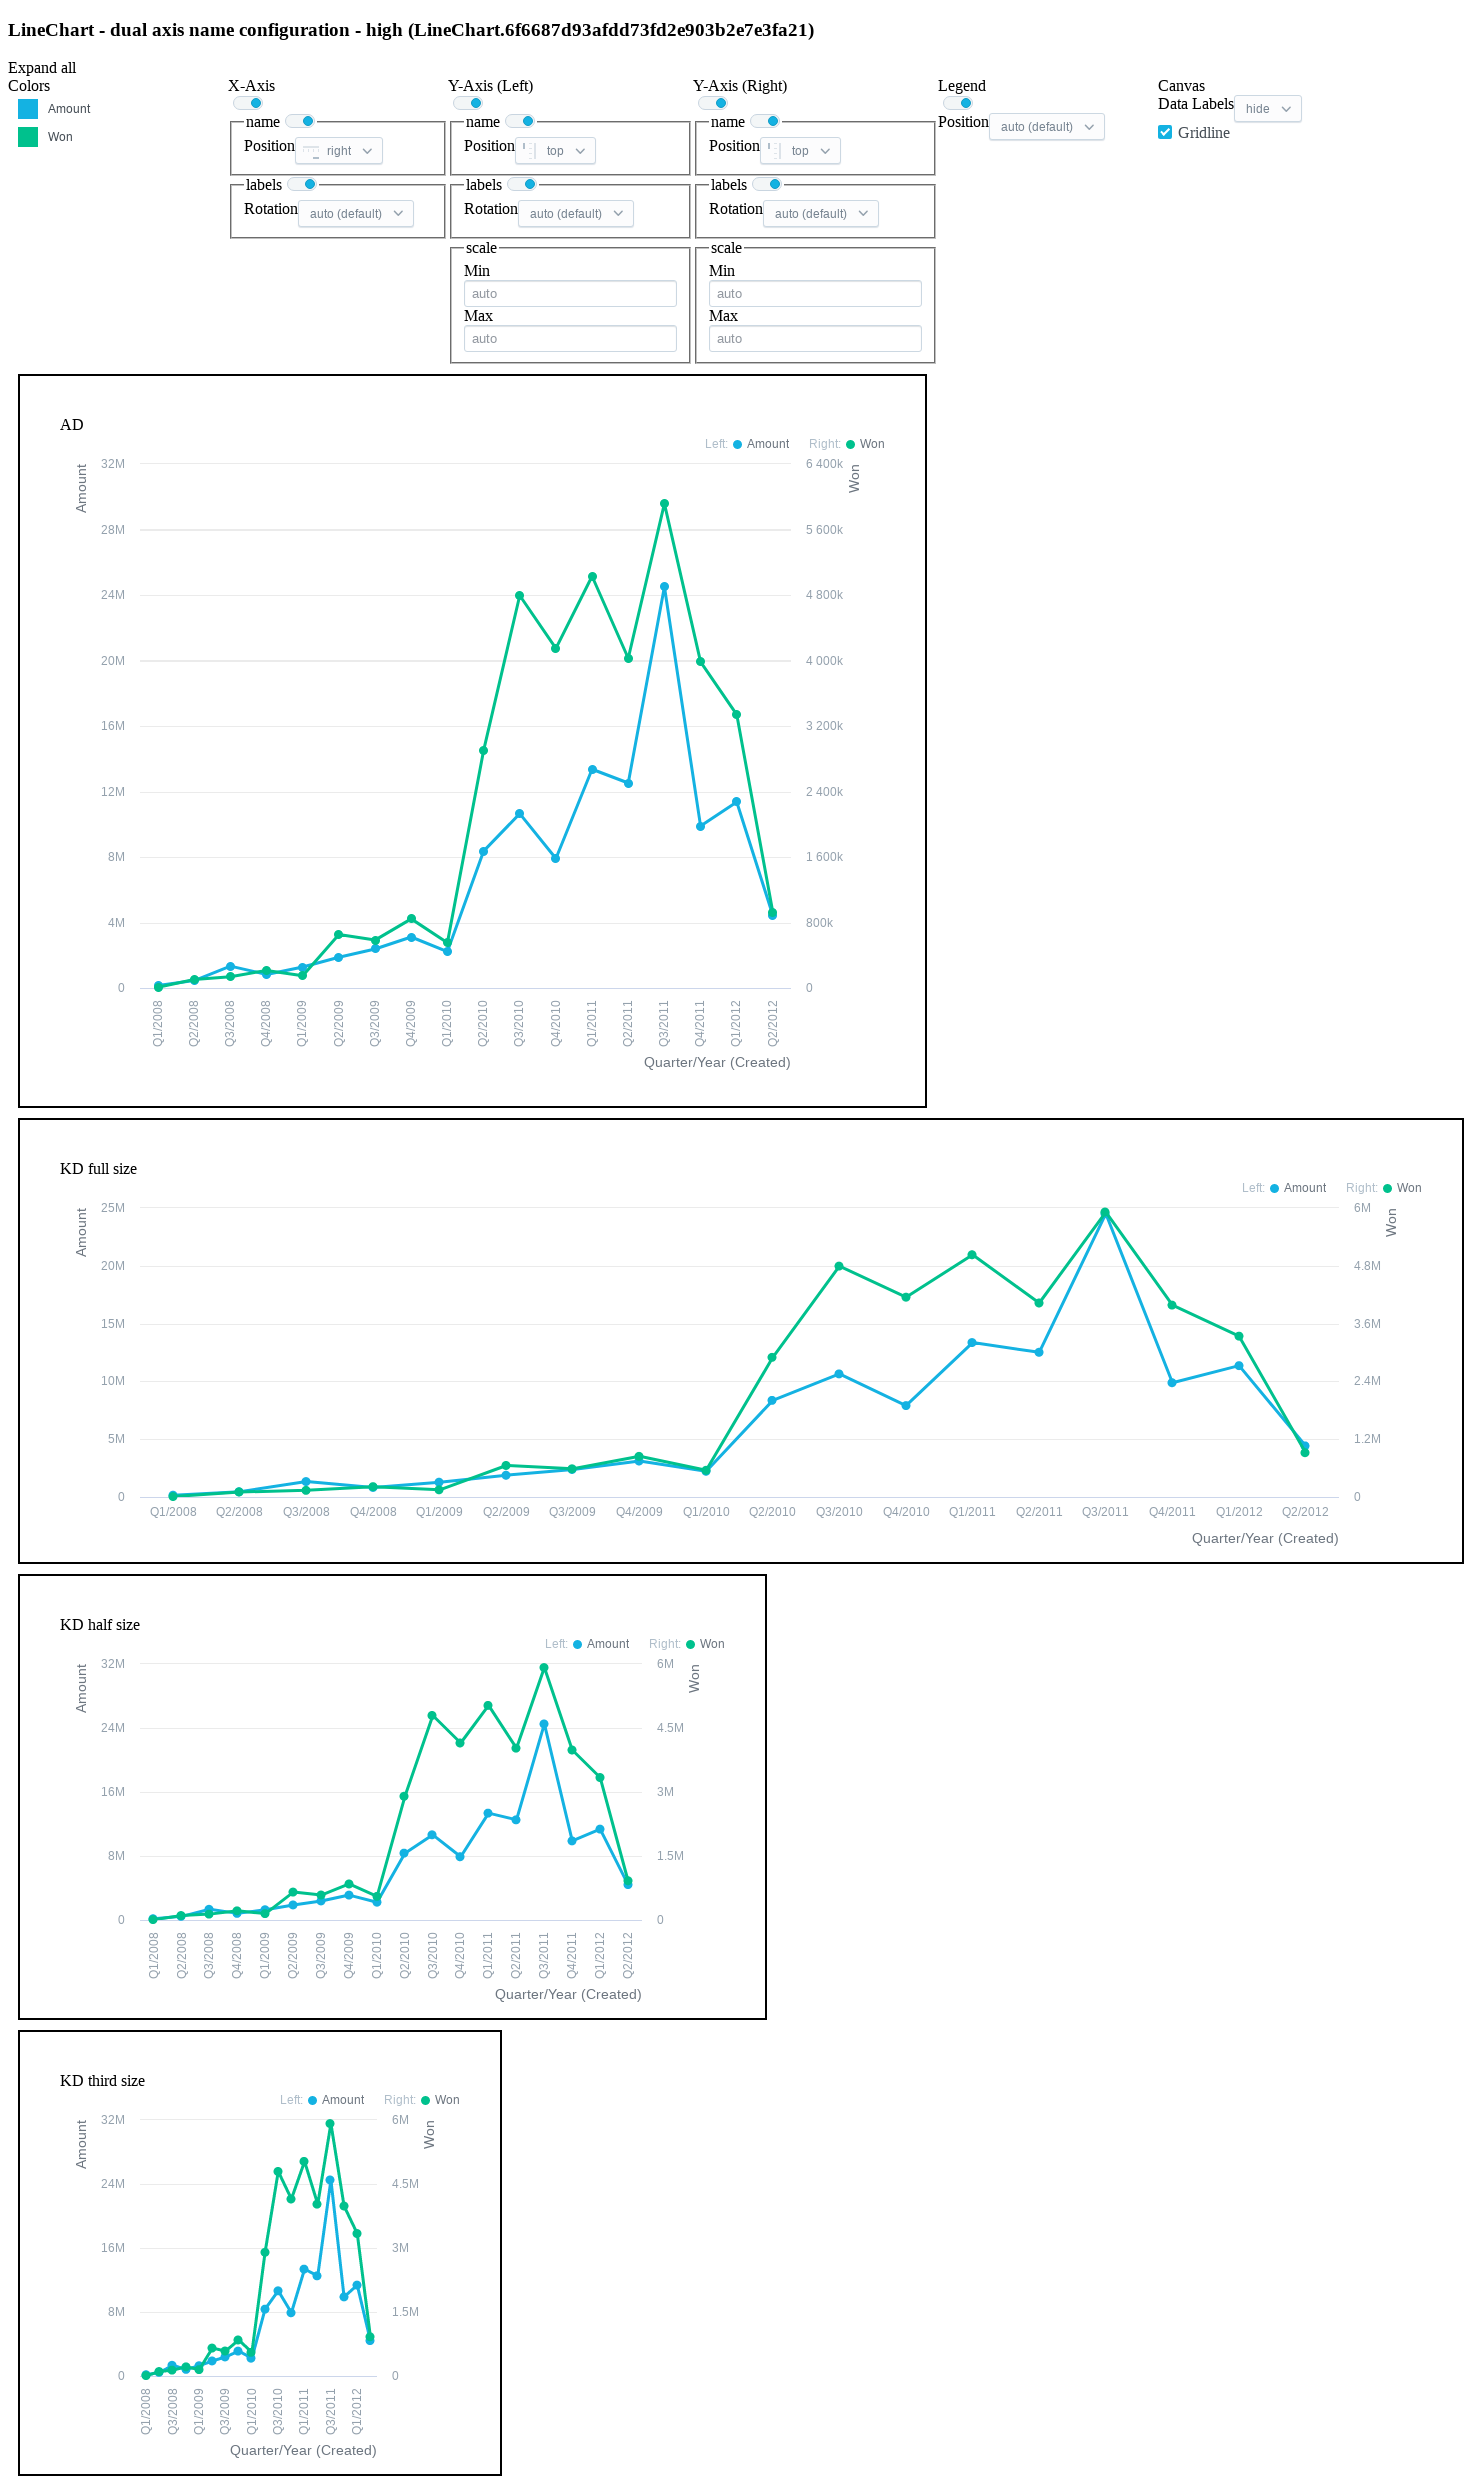 LineChart - dual axis name configuration - high (LineChart.6f6687d93afdd73fd2e903b2e7e3fa21)
Expand all
Colors
Amount
Won
X-Axis
name
Position right
labels
Rotation auto (default)
Y-Axis (Left)
name
Position top
labels
Rotation auto (default)
scale
Min
auto
Max
auto
Y-Axis (Right)
name
Position top
labels
Rotation auto (default)
scale
Min
auto
Max
auto
Legend
Position auto (default)
Canvas
Data Labels hide
Gridline
AD
Left: Amount Right: Won
Amount
32M
28M
24M
20M
16M
12M
8M
4M
0
6 400k
5 600k
4 800k
4 000k
3 200k
2 400k
1 600k
800k
0
Won
Q1/2008 Q2/2008 Q3/2008 Q4/2008 Q1/2009 Q2/2009 Q3/2009 Q4/2009 Q1/2010 Q2/2010 Q3/2010 Q4/2010 Q1/2011 Q2/2011 Q3/2011 Q4/2011 Q1/2012 Q2/2012
Quarter/Year (Created)
KD full size
Left: Amount Right: Won
Amount
25M
20M
15M
10M
5M
0
6M
4.8M
3.6M
2.4M
1.2M
0
Won
Q1/2008 Q2/2008 Q3/2008 Q4/2008 Q1/2009 Q2/2009 Q3/2009 Q4/2009 Q1/2010 Q2/2010 Q3/2010 Q4/2010 Q1/2011 Q2/2011 Q3/2011 Q4/2011 Q1/2012 Q2/2012
Quarter/Year (Created)
KD half size
Left: Amount Right: Won
Amount
32M
24M
16M
8M
0
6M
4.5M
3M
1.5M
0
Won
Q1/2008 Q2/2008 Q3/2008 Q4/2008 Q1/2009 Q2/2009 Q3/2009 Q4/2009 Q1/2010 Q2/2010 Q3/2010 Q4/2010 Q1/2011 Q2/2011 Q3/2011 Q4/2011 Q1/2012 Q2/2012
Quarter/Year (Created)
KD third size
Left: Amount Right: Won
Amount
32M
24M
16M
8M
0
6M
4.5M
3M
1.5M
0
Won
Q1/2008 Q3/2008 Q1/2009 Q3/2009 Q1/2010 Q3/2010 Q1/2011 Q3/2011 Q1/2012
Quarter/Year (Created)